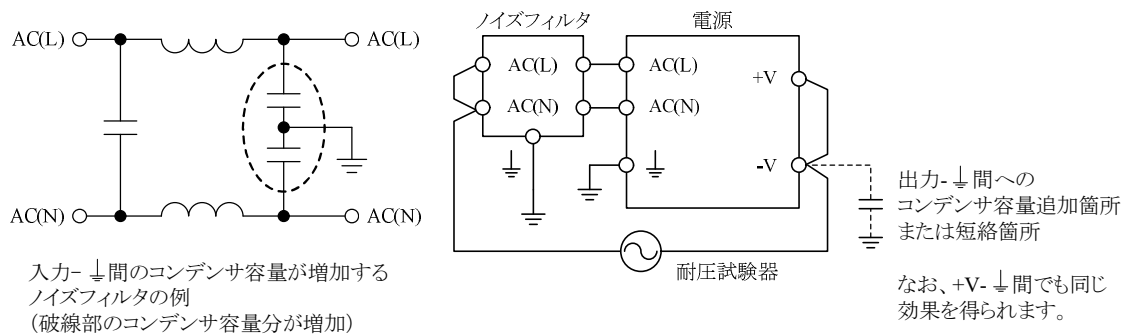 AC(L)
AC(L)
AC(N)
AC(N)
入力- ⏚間のコンデンサ容量が増加する
ノイズフィルタの例
(破線部のコンデンサ容量分が増加)
ノイズフィルタ
電源
AC(L)
AC(N)
AC(L)
AC(N)
+V
-V
耐圧試験器
出力- ⏚間への
コンデンサ容量追加箇所
または短絡箇所
なお、+V- ⏚間でも同じ
効果を得られます。